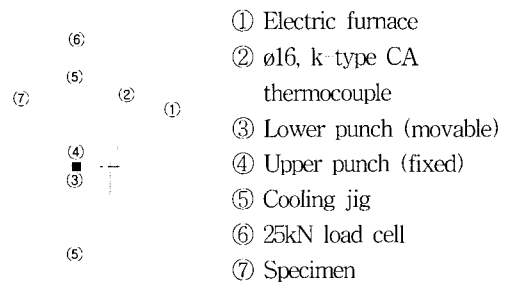 ⑥
⑤
⑦
②
①
④
③
⑤
① Electric furnace
② ø16, k-type CA
thermocouple
③ Lower punch (movable)
④ Upper punch (fixed)
⑤ Cooling jig
⑥ 25kN load cell
⑦ Specimen